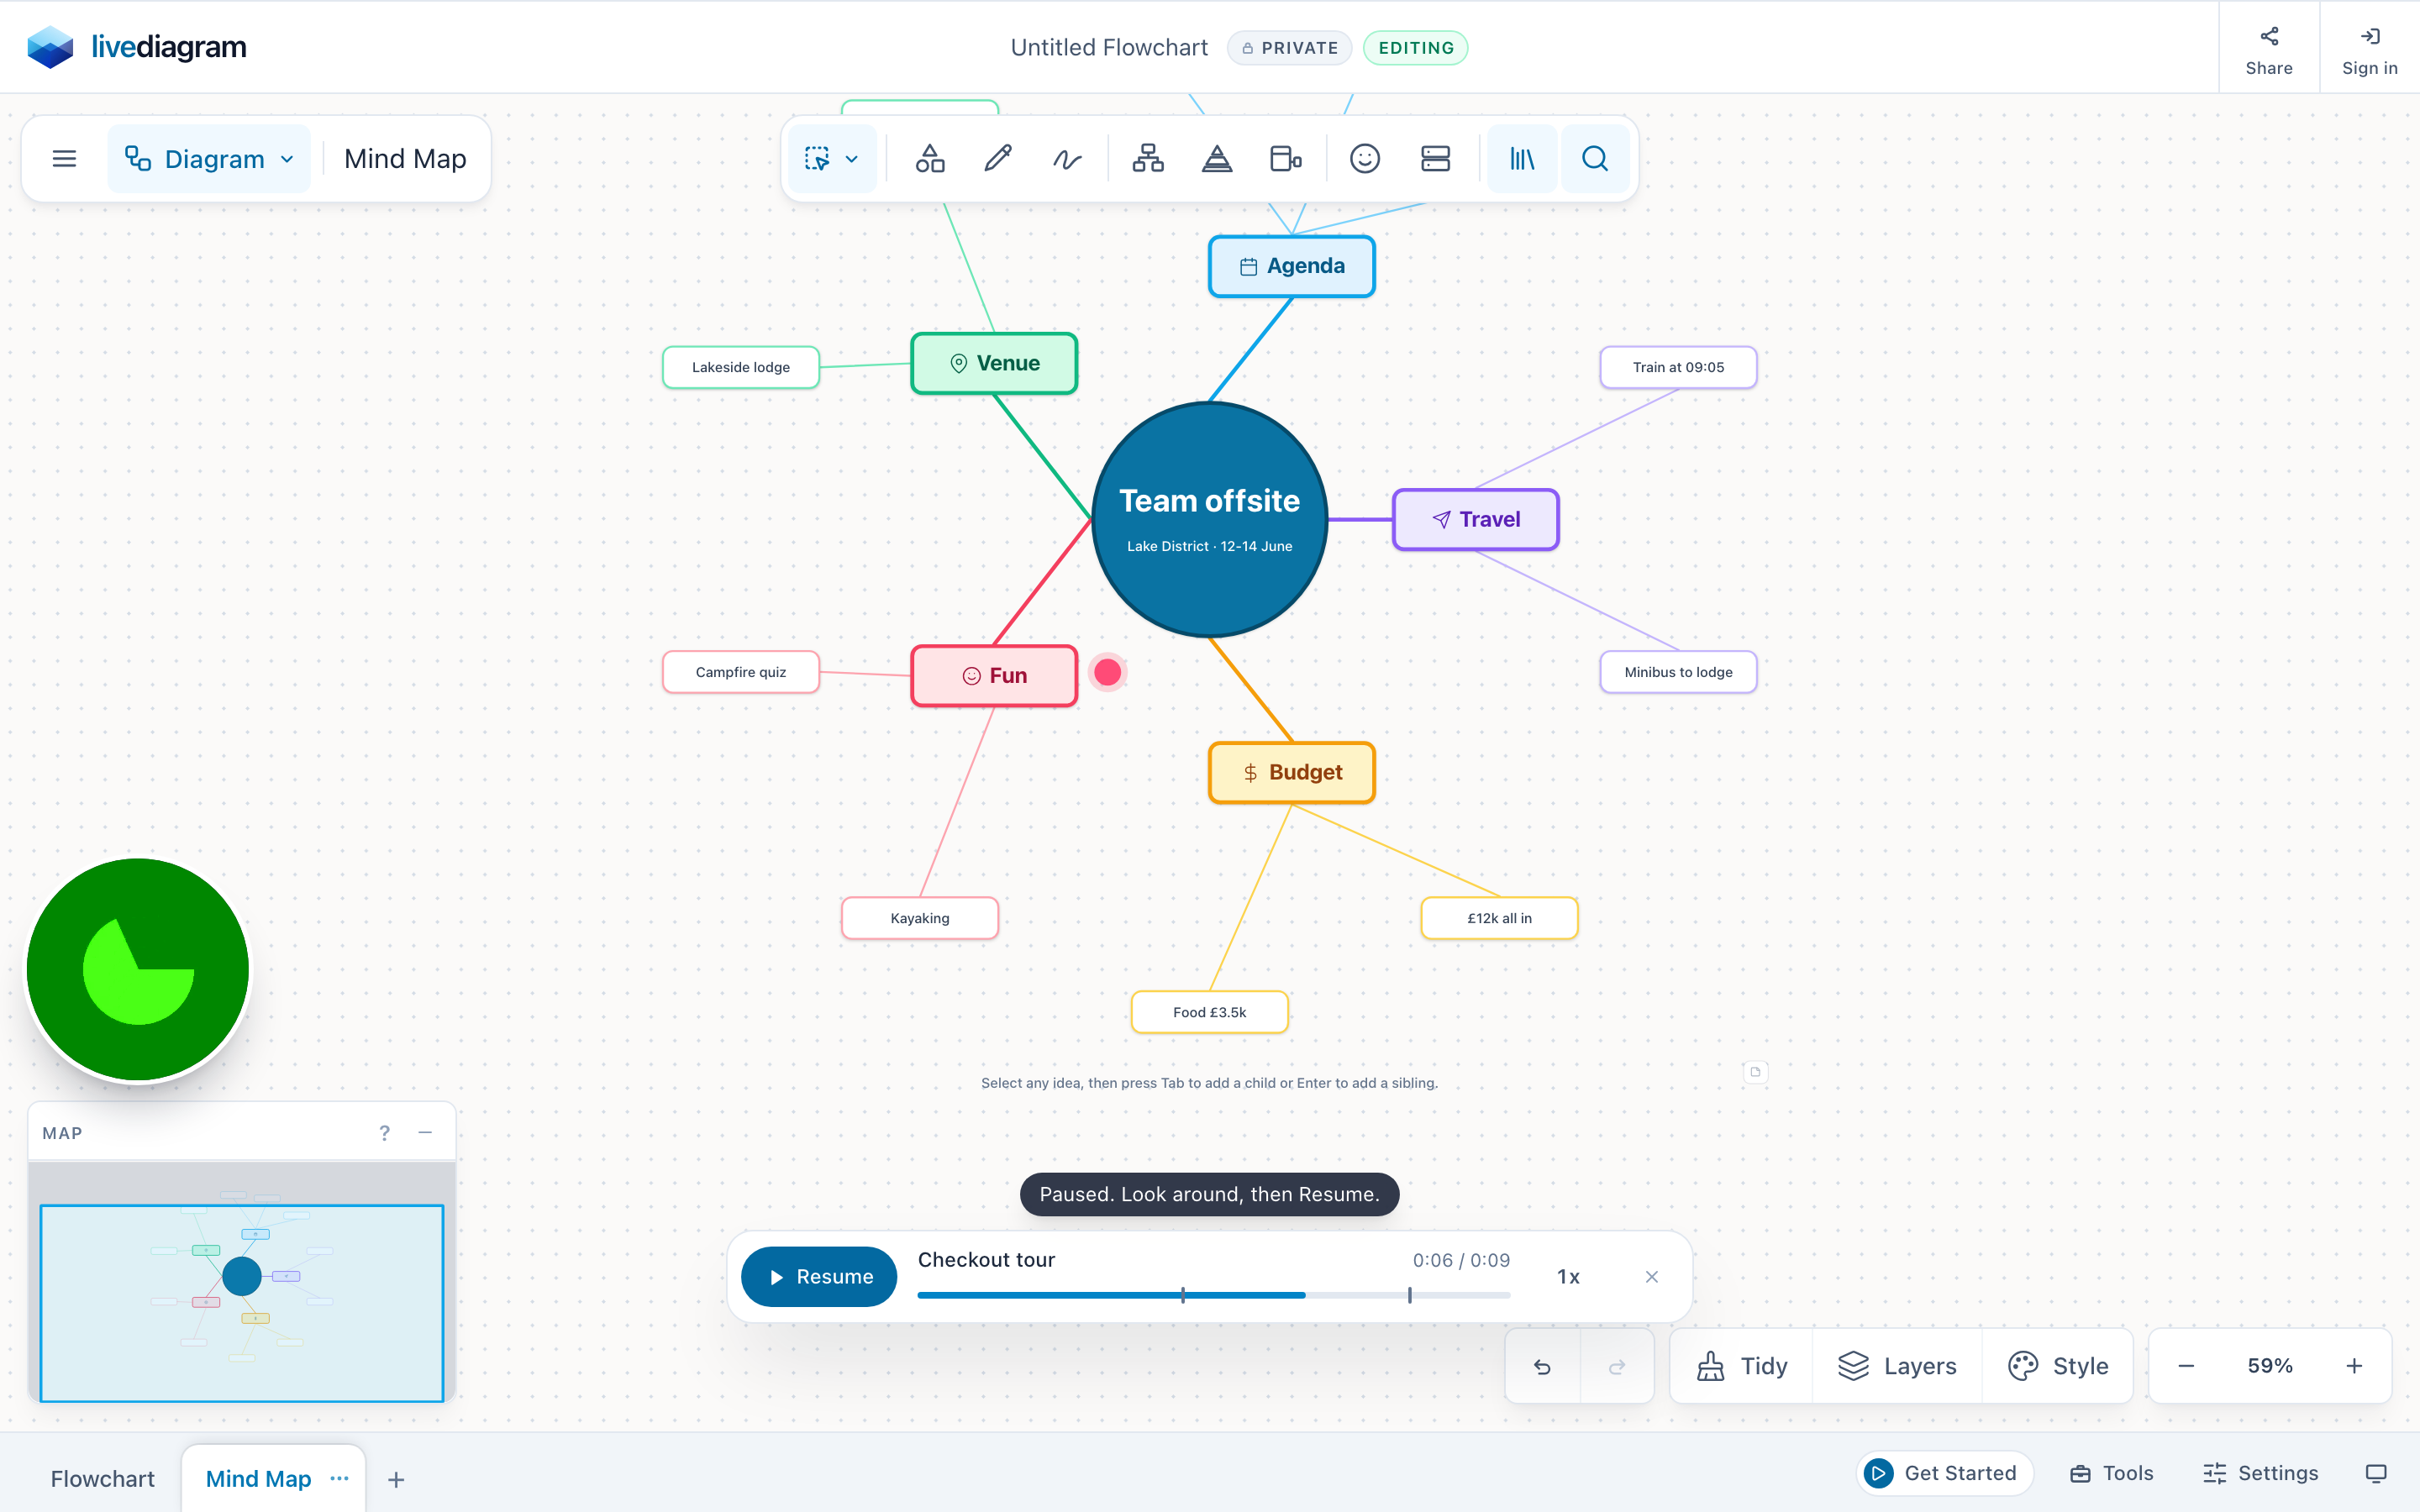 livediagram
Untitled Flowchart
PRIVATE
EDITING
Share
Sign in
Diagram
Mind Map
Agenda
Venue
Lakeside lodge
Train at 09:05
Team offsite
Lake District · 12-14 June
Travel
Campfire quiz
Fun
Minibus to lodge
Budget
Kayaking
£12k all in
Food £3.5k
Select any idea, then press Tab to add a child or Enter to add a sibling.
MAP
?
Paused. Look around, then Resume.
Resume
Checkout tour
0:06 / 0:09
1x
Tidy
Layers
Style
59%
Flowchart
Mind Map
Get Started
Tools
Settings